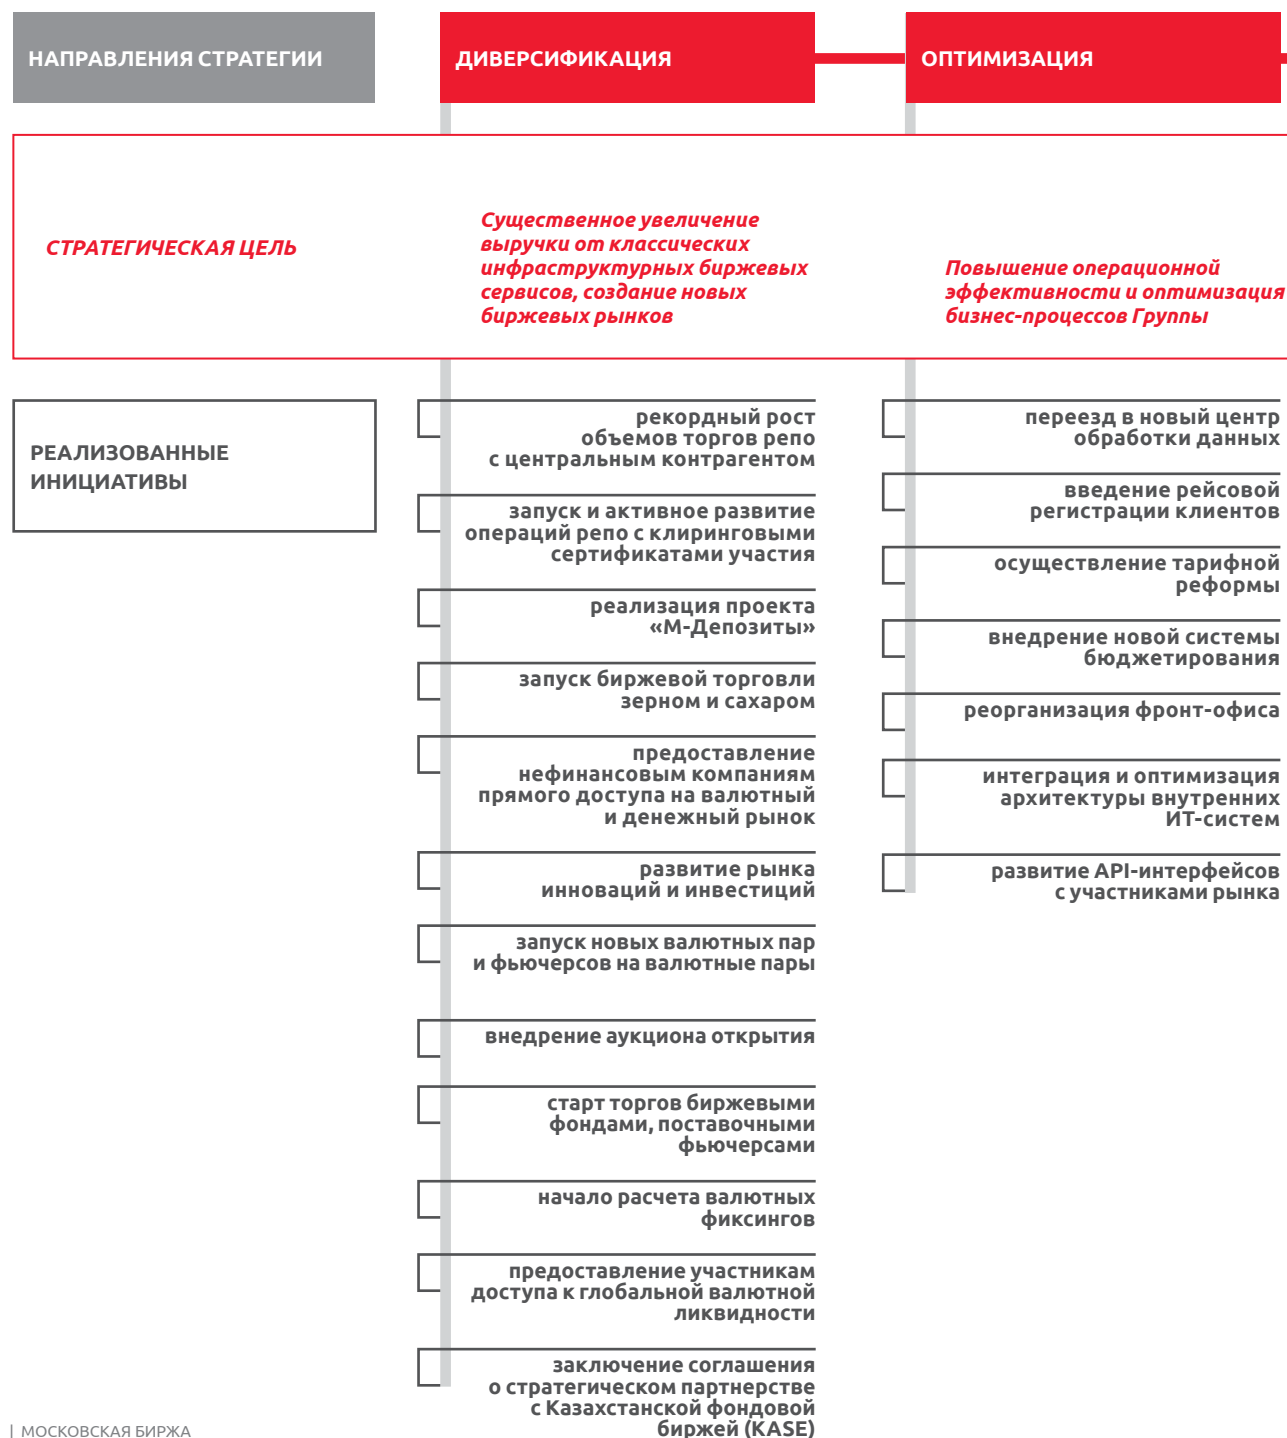 НАПРАВЛЕНИЯ СТРАТЕГИИ
ДИВЕРСИФИКАЦИЯ
ОПТИМИЗАЦИЯ
СТРАТЕГИЧЕСКАЯ ЦЕЛЬ
Существенное увеличение
выручки от классических
инфраструктурных биржевых
сервисов, создание новых
биржевых рынков
Повышение операционной
эффективности и оптимизация
бизнес-процессов Группы
РЕАЛИЗОВАННЫЕ
ИНИЦИАТИВЫ
рекордный рост
объемов торгов репо
с центральным контрагентом
запуск и активное развитие
операций репо с клиринговыми
сертификатами участия
реализация проекта
«М-Депозиты»
запуск биржевой торговли
зерном и сахаром
предоставление
нефинансовым компаниям
прямого доступа на валютный
и денежный рынок
развитие рынка
инноваций и инвестиций
запуск новых валютных пар
и фьючерсов на валютные пары
внедрение аукциона открытия
старт торгов биржевыми
фондами, поставочными
фьючерсами
начало расчета валютных
фиксингов
предоставление участникам
доступа к глобальной валютной
ликвидности
заключение соглашения
о стратегическом партнерстве
с Казахстанской фондовой
биржей (KASE)
переезд в новый центр
обработки данных
введение рейсовой
регистрации клиентов
осуществление тарифной
реформы
внедрение новой системы
бюджетирования
реорганизация фронт-офиса
интеграция и оптимизация
архитектуры внутренних
ИТ-систем
развитие API-интерфейсов
с участниками рынка
| МОСКОВСКАЯ БИРЖА